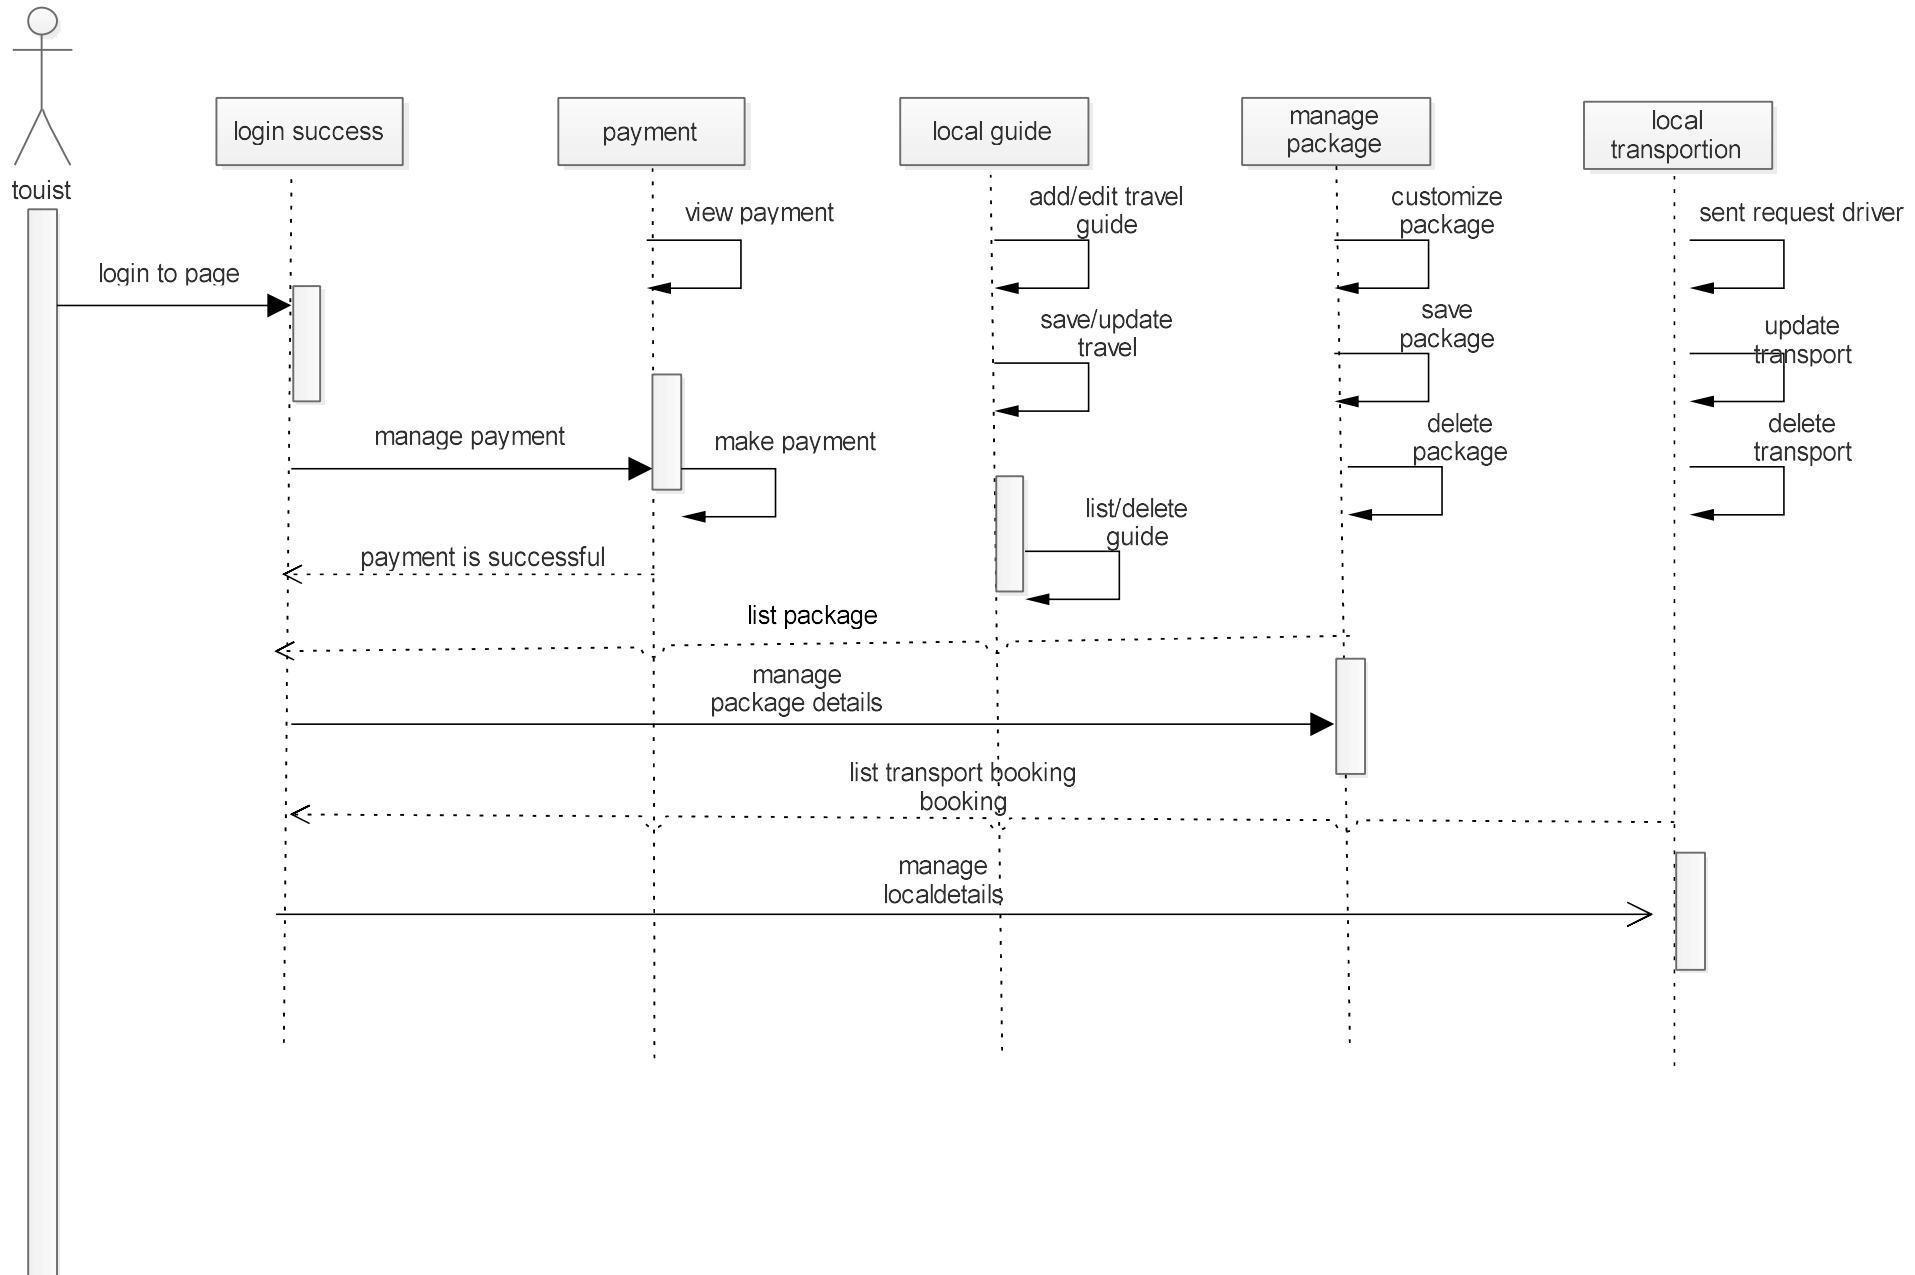 touist
login success
payment
local guide
manage
package
local
transportion
view payment
add/edit travel
guide
customize
package
sent request driver
login to page
save/update
travel
save
package
update
transport
manage payment
make payment
delete
package
delete
transport
list/delete
guide
payment is successful
list package
manage
package details
list transport booking
booking
manage
localdetails